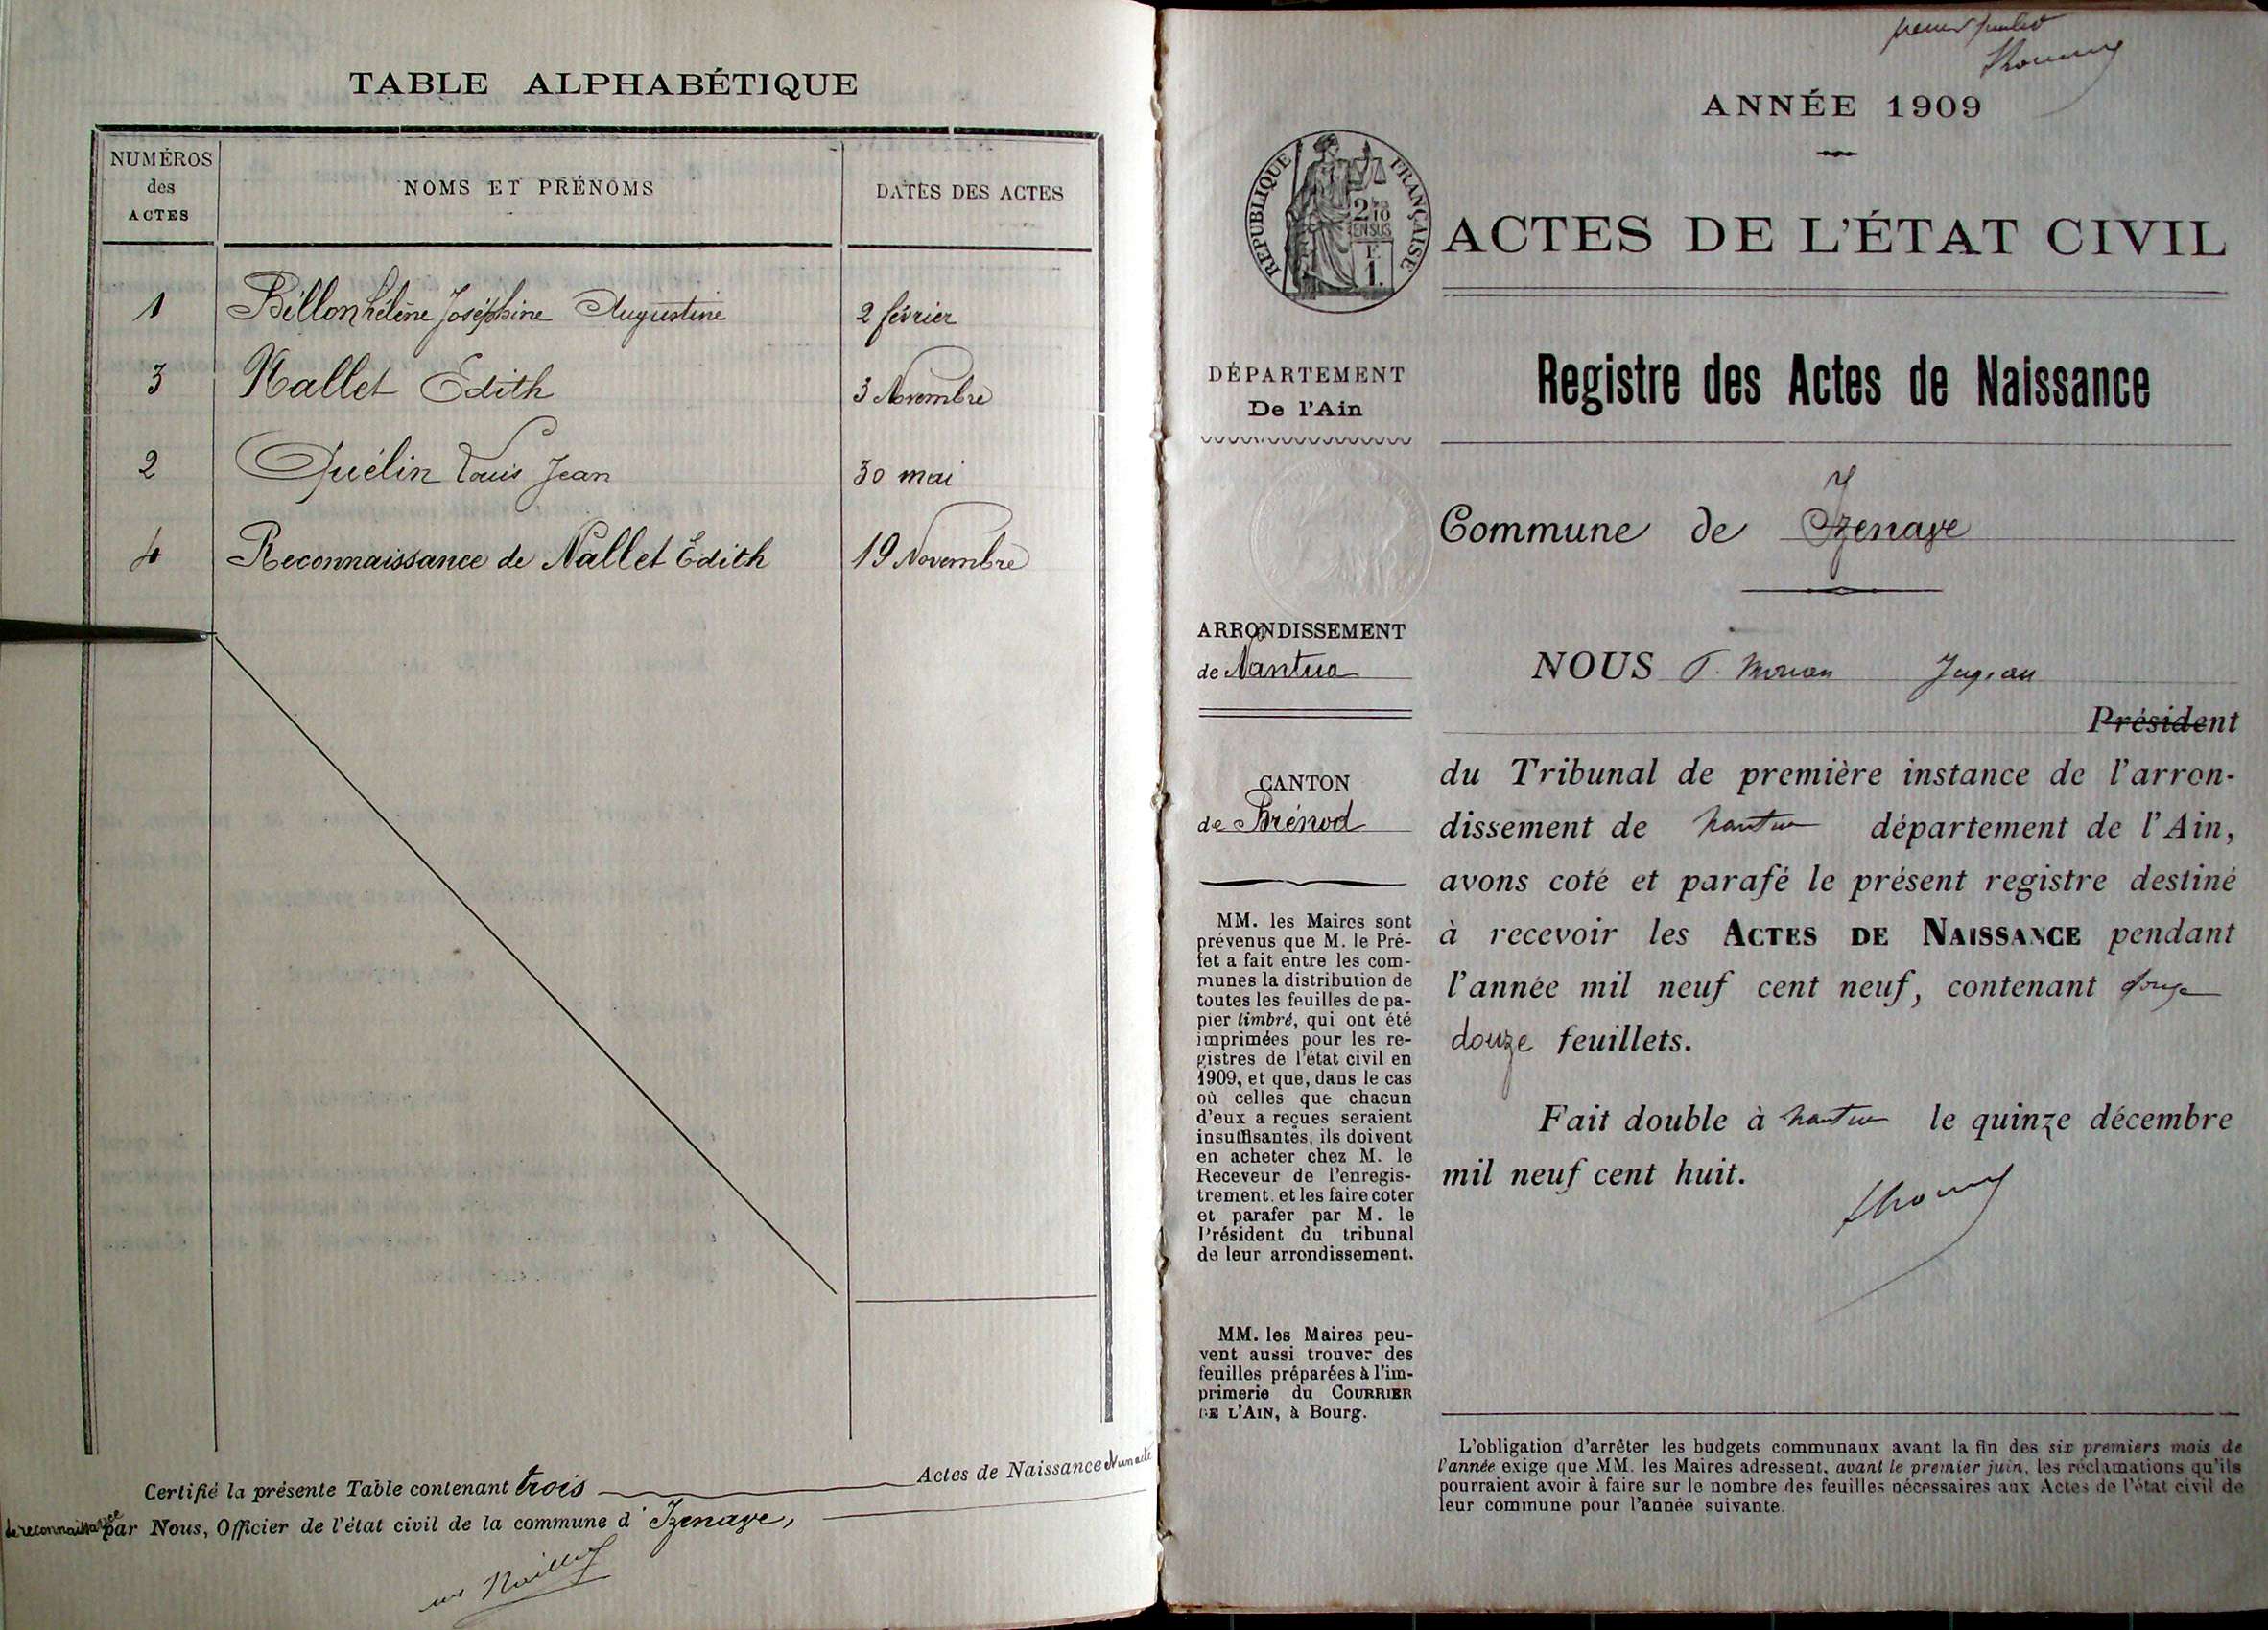 TABLE ALPHABÉTIQUE
NUMÉROS
des
ACTES
NOMS ET PRÉNOMS
DATES DES ACTES
1 Billon hélène Joséphine Augustine 2 février
3 Nallet Edith 3 Novembre
2 Quélin Louis Jean 30 mai
4 Reconnaissance de Nallet Edith 19 Novembre
Certifié la présente Table contenant trois Actes de Naissance et un acte
de reconnaissance par Nous, Officier de l'état civil de la commune d'Izenave,
premier feuillet
ANNÉE 1909
RÉPUBLIQUE FRANÇAISE
2/10
EN SUS
1 F.
ACTES DE L'ÉTAT CIVIL
DÉPARTEMENT
De l'Ain
Registre des Actes de Naissance
Commune de Izenave
ARRONDISSEMENT
de Nantua
CANTON
de Brénod
MM. les Maires sont
prévenus que M. le Pré-
fet a fait entre les com-
munes la distribution de
toutes les feuilles de pa-
pier timbré, qui ont été
imprimées pour les re-
gistres de l'état civil en
1909, et que, dans le cas
où celles que chacun
d'eux a reçues seraient
insuffisantes, ils doivent
en acheter chez M. le
Receveur de l'enregis-
trement, et les faire coter
et parafer par M. le
Président du tribunal
de leur arrondissement.
MM. les Maires peu-
vent aussi trouver des
feuilles préparées à l'im-
primerie du COURRIER
DE L'AIN, à Bourg.
NOUS
Président
du Tribunal de première instance de l'arron-
dissement de Nantua département de l'Ain,
avons coté et parafé le présent registre destiné
à recevoir les ACTES DE NAISSANCE pendant
l'année mil neuf cent neuf, contenant douze
douze feuillets.
Fait double à Nantua le quinze décembre
mil neuf cent huit.
L'obligation d'arrêter les budgets communaux avant la fin des six premiers mois de
l'année exige que MM. les Maires adressent, avant le premier juin, les réclamations qu'ils
pourraient avoir à faire sur le nombre des feuilles nécessaires aux Actes de l'état civil de
leur commune pour l'année suivante.